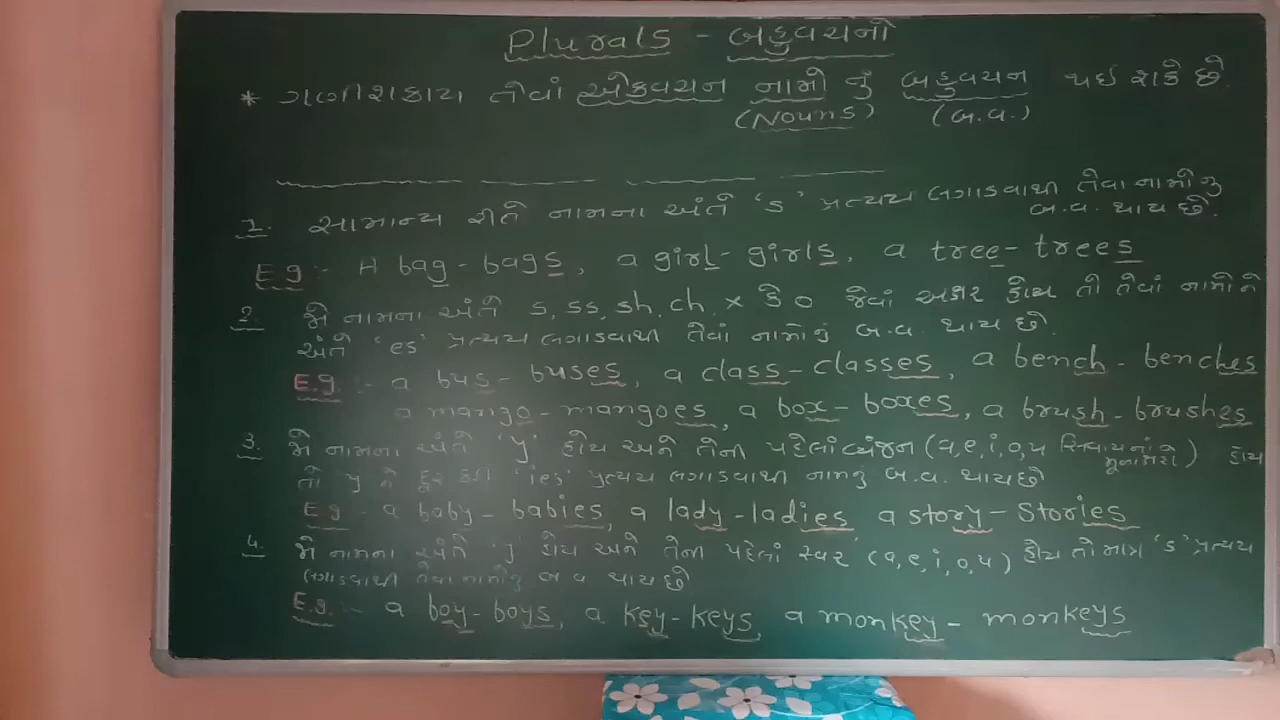 Plurals - બહુવચનો
* ગણી શકાય તેવાં એકવચન નામો નું બહુવચન થઇ શકે છે.
(Nouns) (બ.વ.)
1. સામાન્ય રીતે નામના અંતે 's' પ્રત્યય લગાડવાથી તેવા નામોનું
બ.વ. થાય છે.
E.g :- A bag - bags, a girl - girls, a tree - trees
2. જે નામના અંતે s, ss, sh, ch, x કે o જેવાં અક્ષર હોય તો તેવાં નામોને
અંતે 'es' પ્રત્યય લગાડવાથી તેવાં નામોનું બ.વ. થાય છે.
E.g. :- a bus - buses, a class - classes, a bench - benches
a mango - mangoes, a box - boxes, a brush - brushes
3. જે નામના અંતે 'y' હોય અને તેની પહેલાં વ્યંજન (a, e, i, o, u સિવાયનાં મૂળાક્ષરો) હોય
તો y ને દૂર કરી 'ies' પ્રત્યય લગાડવાથી નામનું બ.વ. થાય છે
E.g - a baby - babies, a lady - ladies a story - Stories
4. જે નામના અંતે 'y' હોય અને તેની પહેલાં સ્વર (a, e, i, o, u) હોય તો માત્ર 's' પ્રત્યય
લગાડવાથી તેવા નામોનું બ.વ થાય છે
E.g. :- a boy - boys, a key - keys, a monkey - monkeys